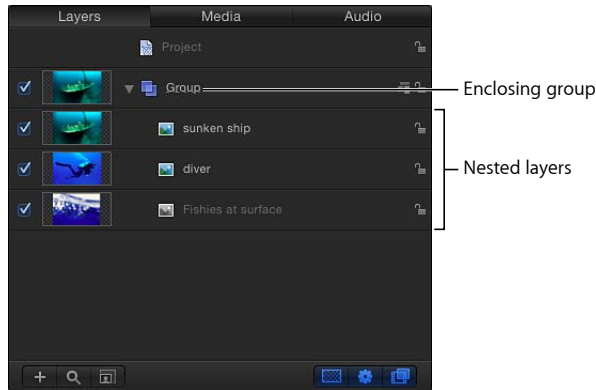 Layers Media Audio
Project
Group
Enclosing group
sunken ship
diver
Nested layers
Fishies at surface